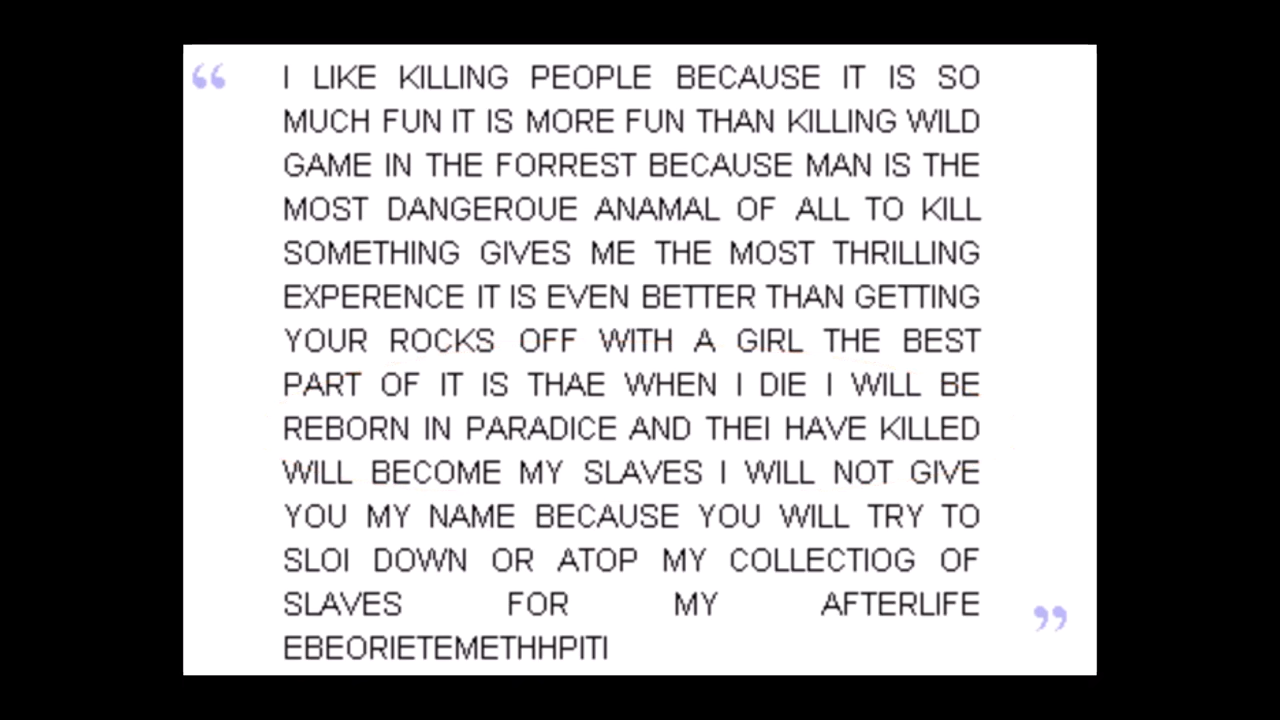 “ I LIKE KILLING PEOPLE BECAUSE IT IS SO
MUCH FUN IT IS MORE FUN THAN KILLING WILD
GAME IN THE FORREST BECAUSE MAN IS THE
MOST DANGEROUE ANAMAL OF ALL TO KILL
SOMETHING GIVES ME THE MOST THRILLING
EXPERENCE IT IS EVEN BETTER THAN GETTING
YOUR ROCKS OFF WITH A GIRL THE BEST
PART OF IT IS THAE WHEN I DIE I WILL BE
REBORN IN PARADICE AND THEI HAVE KILLED
WILL BECOME MY SLAVES I WILL NOT GIVE
YOU MY NAME BECAUSE YOU WILL TRY TO
SLOI DOWN OR ATOP MY COLLECTIOG OF
SLAVES FOR MY AFTERLIFE
EBEORIETEMETHHPITI ”